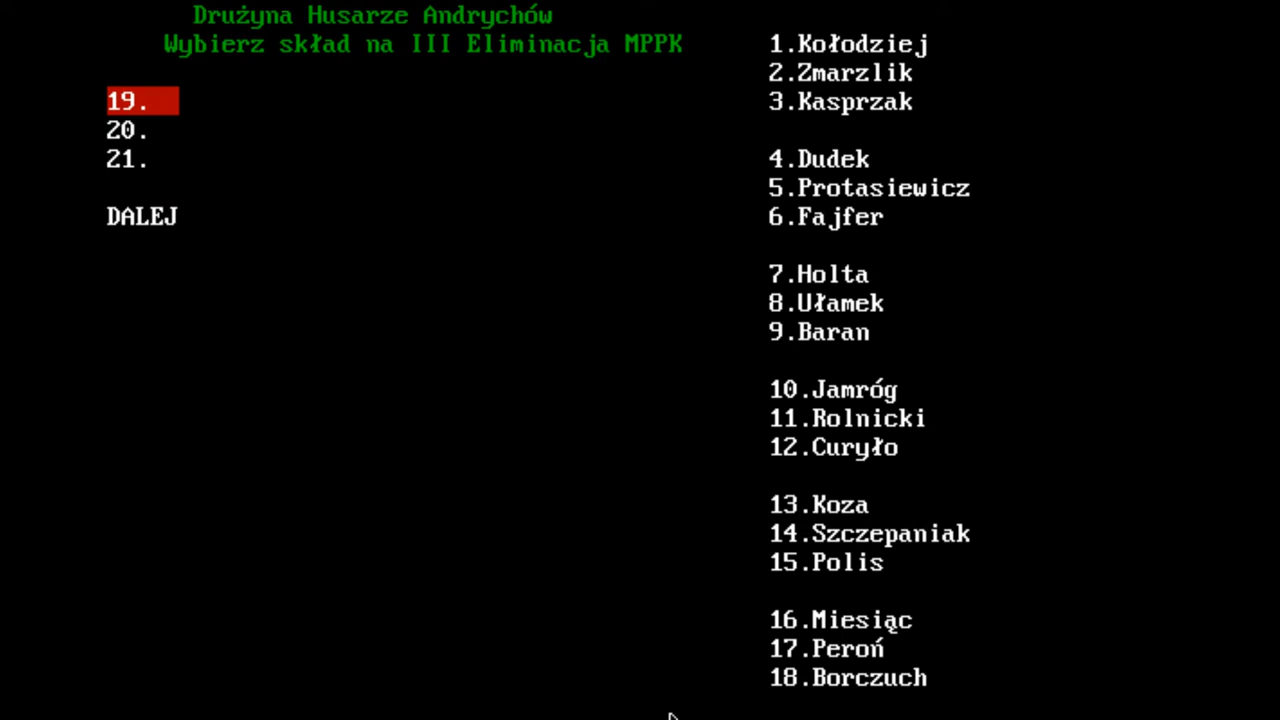 Drużyna Husarze Andrychów
Wybierz skład na III Eliminacja MPPK
19.
20.
21.
DALEJ
1.Kołodziej
2.Zmarzlik
3.Kasprzak
4.Dudek
5.Protasiewicz
6.Fajfer
7.Holta
8.Ułamek
9.Baran
10.Jamróg
11.Rolnicki
12.Curyło
13.Koza
14.Szczepaniak
15.Polis
16.Miesiąc
17.Peroń
18.Borczuch